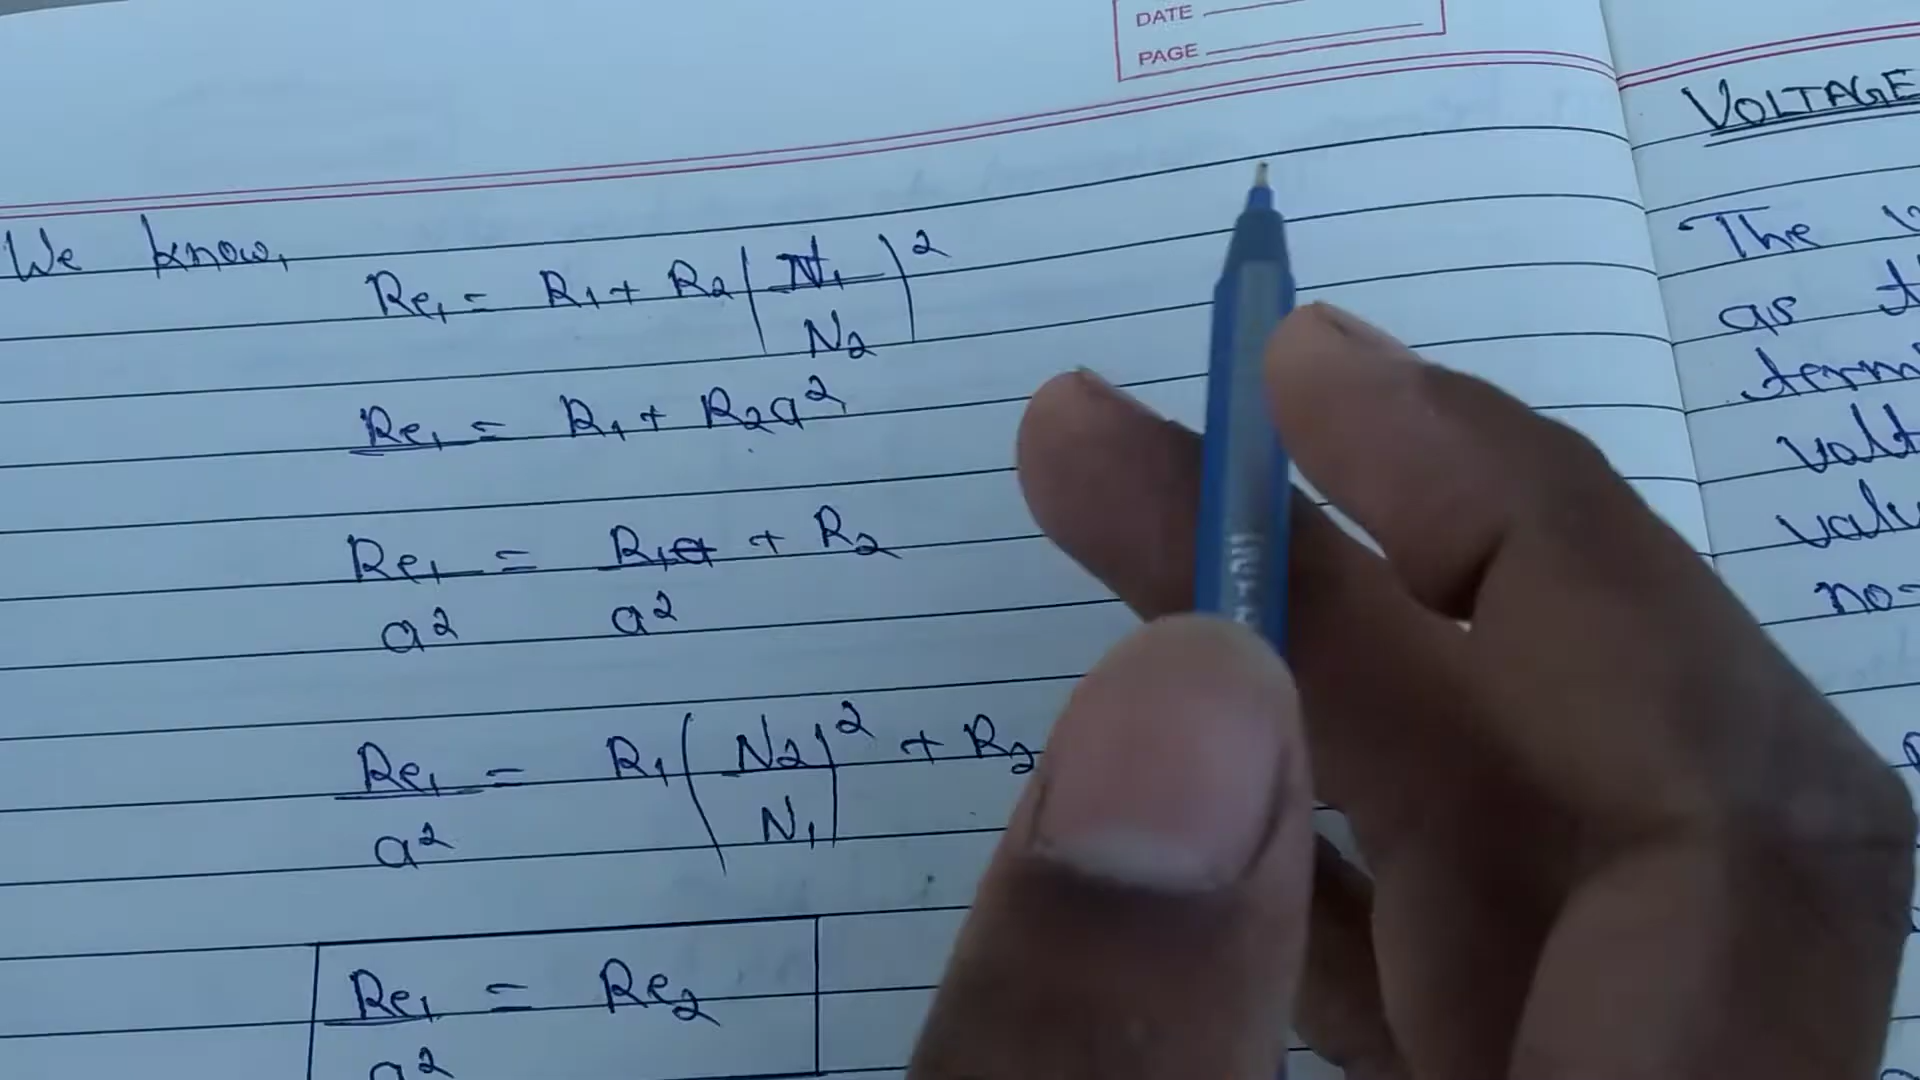 DATE
PAGE
We know,
Re₁ = R₁ + R₂ (N₁/N₂)²
Re₁ = R₁ + R₂a²
Re₁/a² = R₁/a² + R₂
Re₁/a² = R₁ (N₂/N₁)² + R₂
Re₁/a² = Re₂
VOLTAGE
The
as
no-